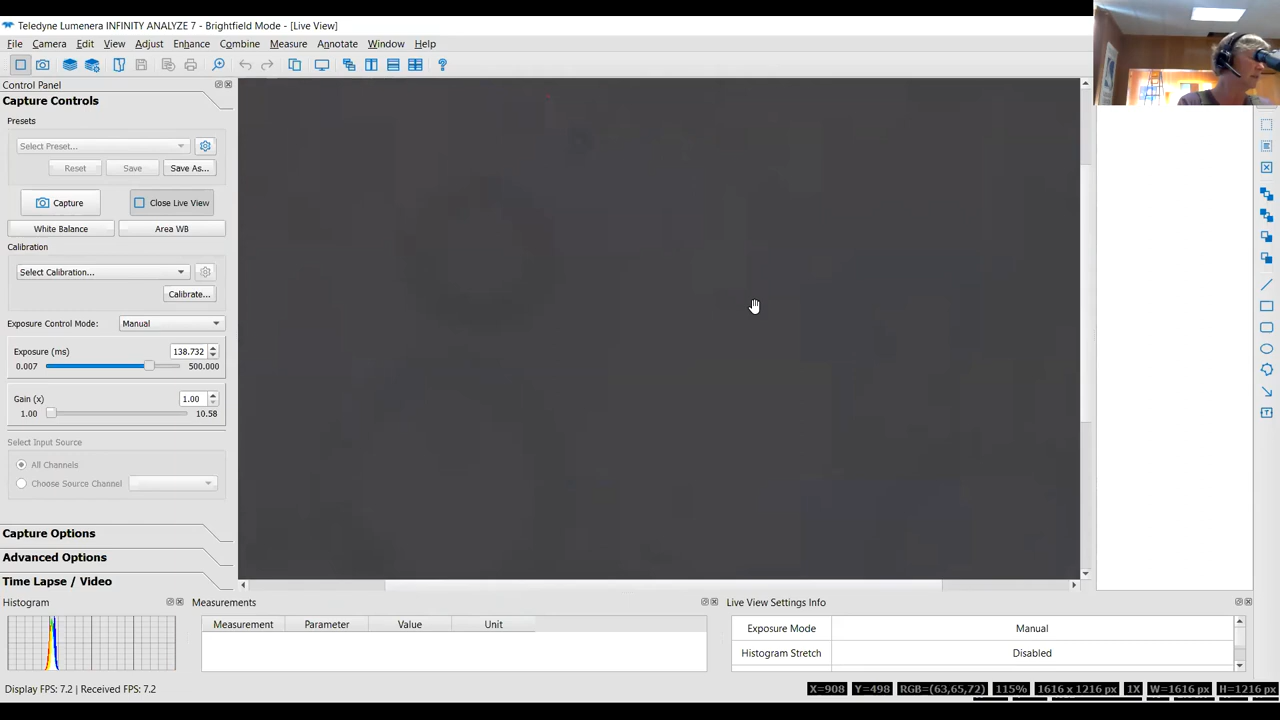 Teledyne Lumenera INFINITY ANALYZE 7 - Brightfield Mode - [Live View]
File Camera Edit View Adjust Enhance Combine Measure Annotate Window Help
Control Panel
Capture Controls
Presets
Select Preset...
Reset Save Save As...
Capture Close Live View
White Balance Area WB
Calibration
Select Calibration...
Calibrate...
Exposure Control Mode: Manual
Exposure (ms) 138.732
0.007 500.000
Gain (x) 1.00
1.00 10.58
Select Input Source
All Channels
Choose Source Channel
Capture Options
Advanced Options
Time Lapse / Video
Histogram Measurements Live View Settings Info
Measurement Parameter Value Unit
Exposure Mode Manual
Histogram Stretch Disabled
Display FPS: 7.2 | Received FPS: 7.2 X=908 Y=498 RGB=(63,65,72) 115% 1616 x 1216 px 1X W=1616 px H=1216 px